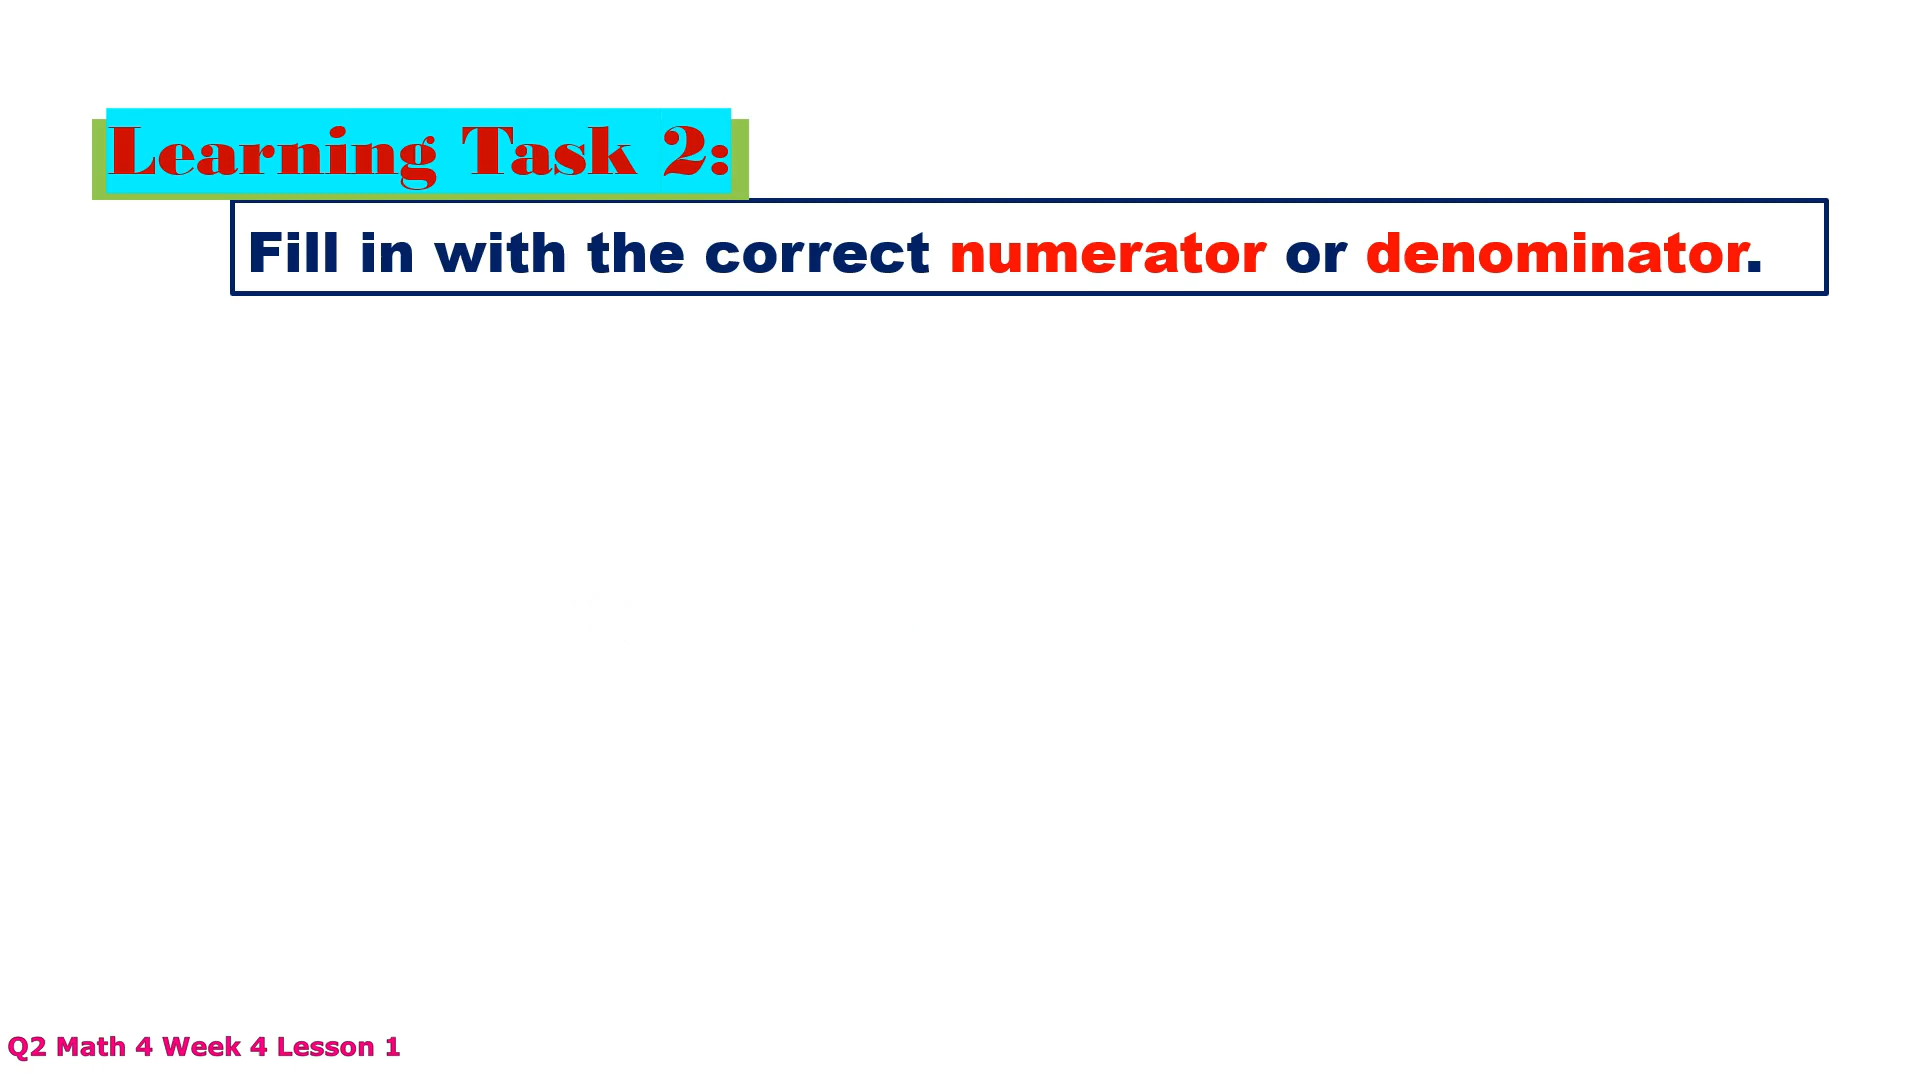 Learning Task 2:
Fill in with the correct numerator or denominator.
Q2 Math 4 Week 4 Lesson 1